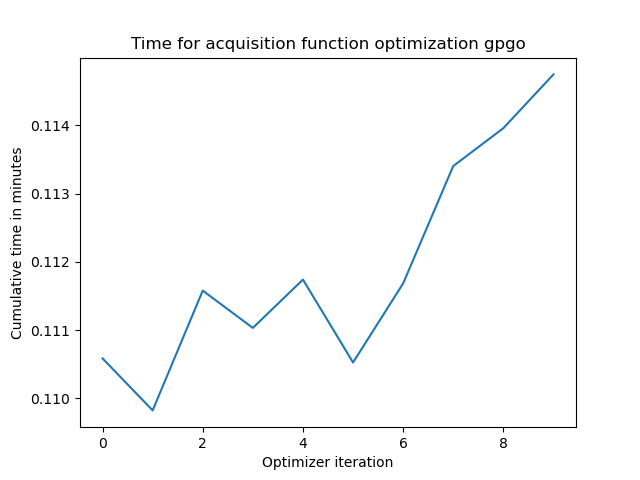 Time for acquisition function optimization gpgo
Cumulative time in minutes
0.114
0.113
0.112
0.111
0.110
0 2 4 6 8
Optimizer iteration